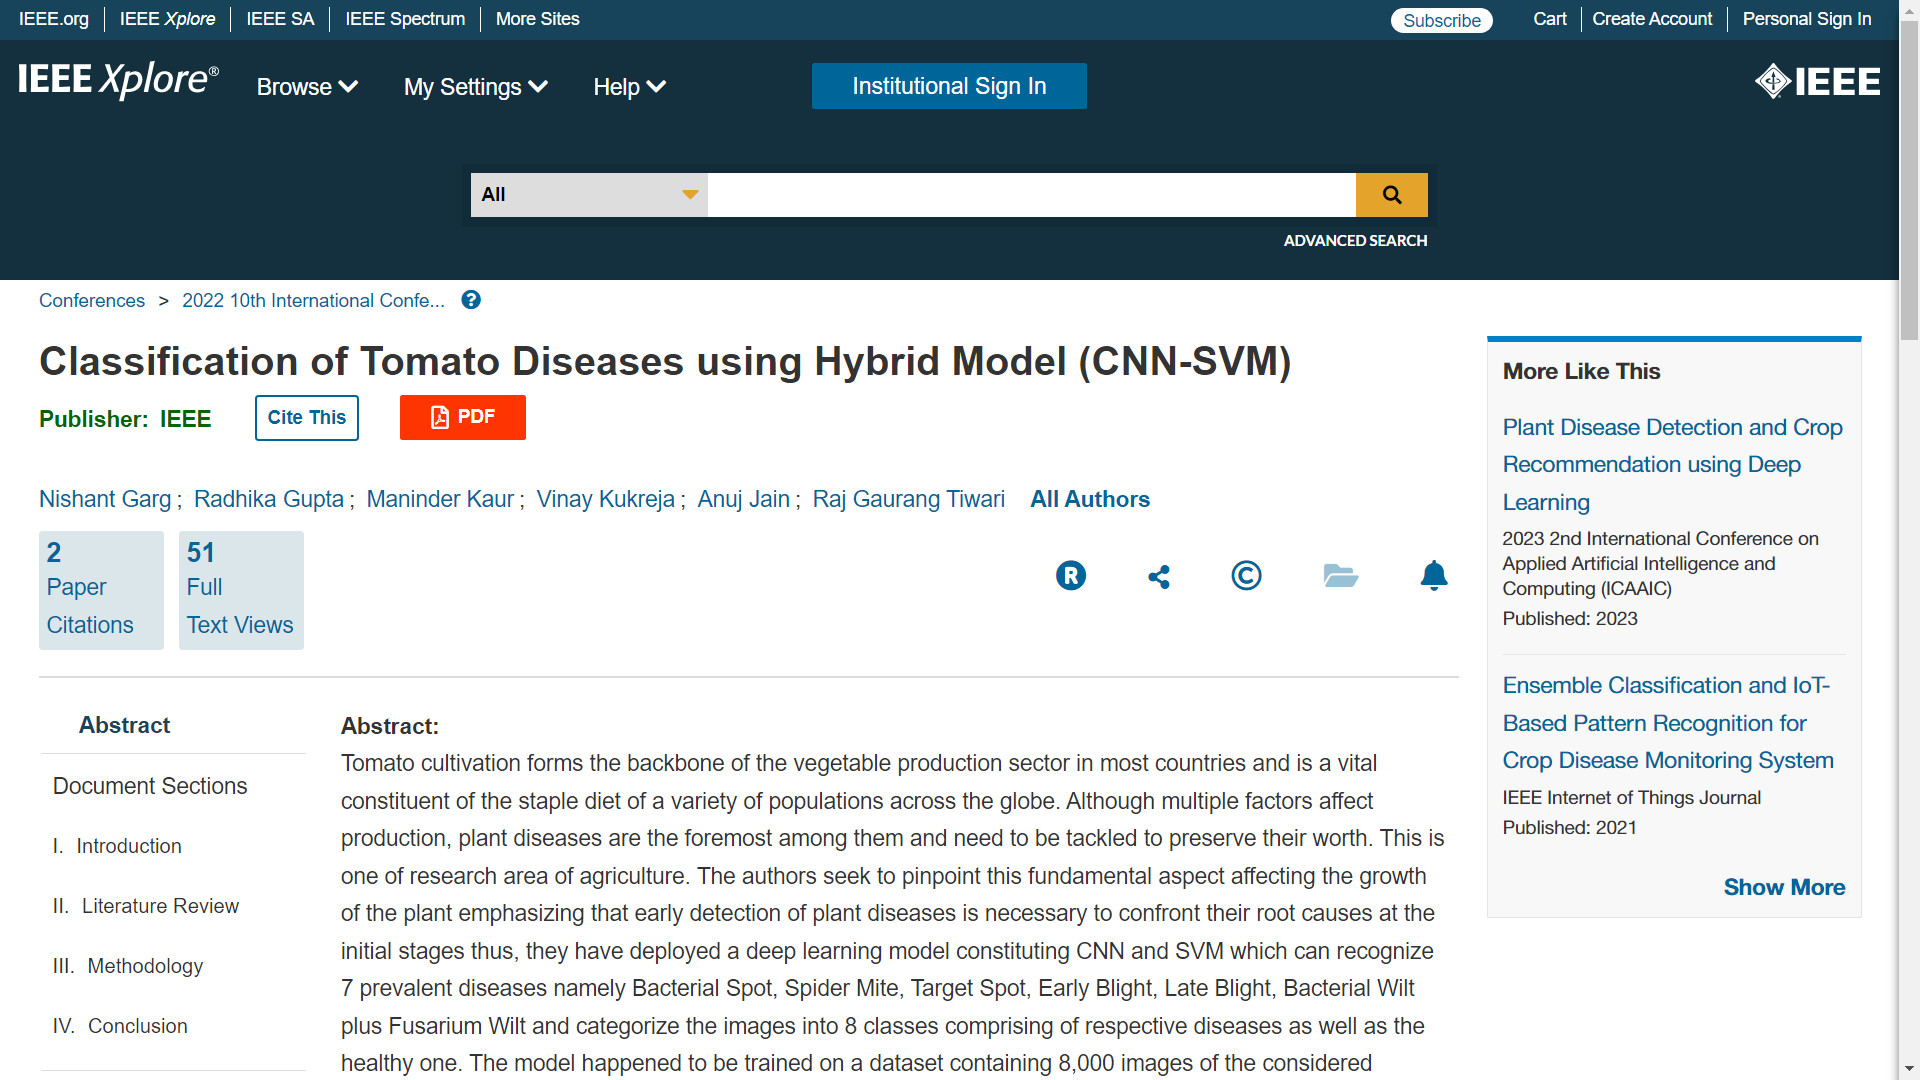 IEEE.org IEEE Xplore IEEE SA IEEE Spectrum More Sites Subscribe Cart Create Account Personal Sign In
IEEE Xplore® Browse My Settings Help Institutional Sign In IEEE
All
ADVANCED SEARCH
Conferences > 2022 10th International Confe... ?
Classification of Tomato Diseases using Hybrid Model (CNN-SVM)
Publisher: IEEE Cite This PDF
Nishant Garg ; Radhika Gupta ; Maninder Kaur ; Vinay Kukreja ; Anuj Jain ; Raj Gaurang Tiwari All Authors
2
Paper
Citations
51
Full
Text Views
R ©
Abstract
Document Sections
I. Introduction
II. Literature Review
III. Methodology
IV. Conclusion
Abstract:
Tomato cultivation forms the backbone of the vegetable production sector in most countries and is a vital
constituent of the staple diet of a variety of populations across the globe. Although multiple factors affect
production, plant diseases are the foremost among them and need to be tackled to preserve their worth. This is
one of research area of agriculture. The authors seek to pinpoint this fundamental aspect affecting the growth
of the plant emphasizing that early detection of plant diseases is necessary to confront their root causes at the
initial stages thus, they have deployed a deep learning model constituting CNN and SVM which can recognize
7 prevalent diseases namely Bacterial Spot, Spider Mite, Target Spot, Early Blight, Late Blight, Bacterial Wilt
plus Fusarium Wilt and categorize the images into 8 classes comprising of respective diseases as well as the
healthy one. The model happened to be trained on a dataset containing 8,000 images of the considered
More Like This
Plant Disease Detection and Crop
Recommendation using Deep
Learning
2023 2nd International Conference on
Applied Artificial Intelligence and
Computing (ICAAIC)
Published: 2023
Ensemble Classification and IoT-
Based Pattern Recognition for
Crop Disease Monitoring System
IEEE Internet of Things Journal
Published: 2021
Show More